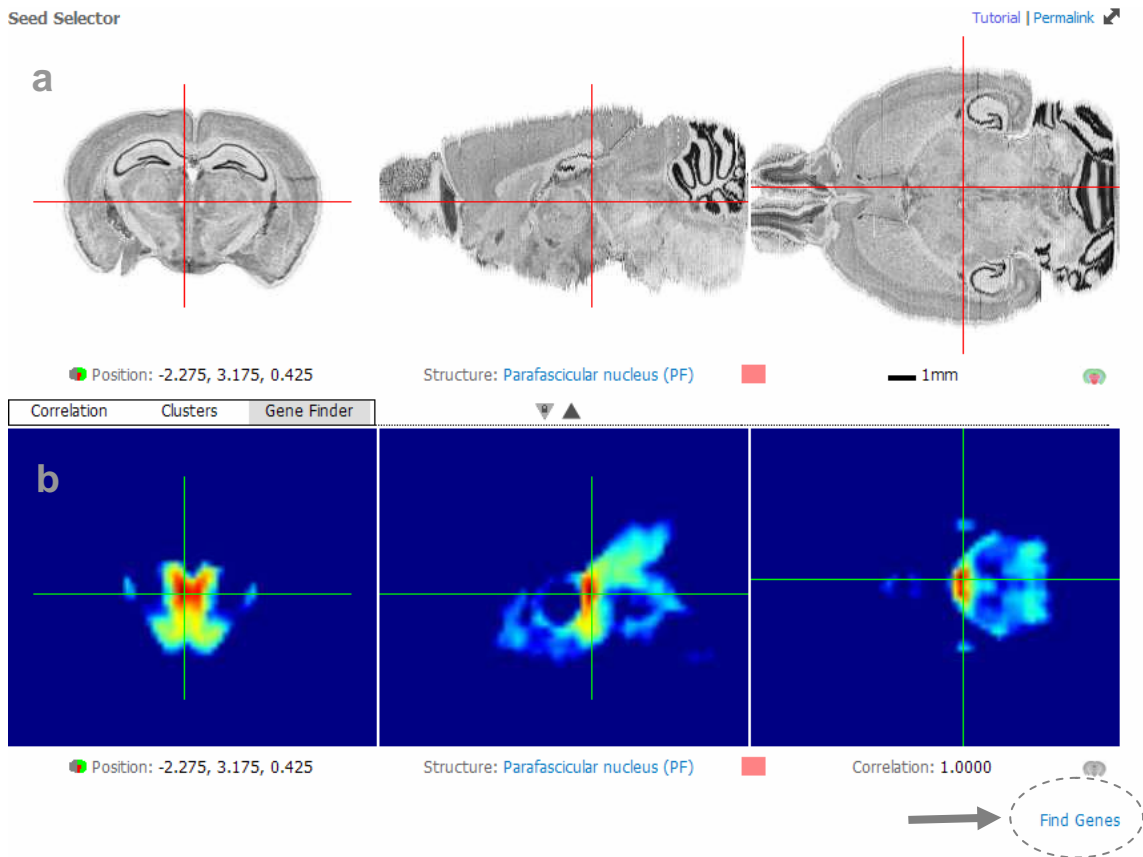 Seed Selector
Tutorial | Permalink
a
Position: -2.275, 3.175, 0.425
Structure: Parafascicular nucleus (PF)
1mm
Correlation
Clusters
Gene Finder
b
Position: -2.275, 3.175, 0.425
Structure: Parafascicular nucleus (PF)
Correlation: 1.0000
Find Genes